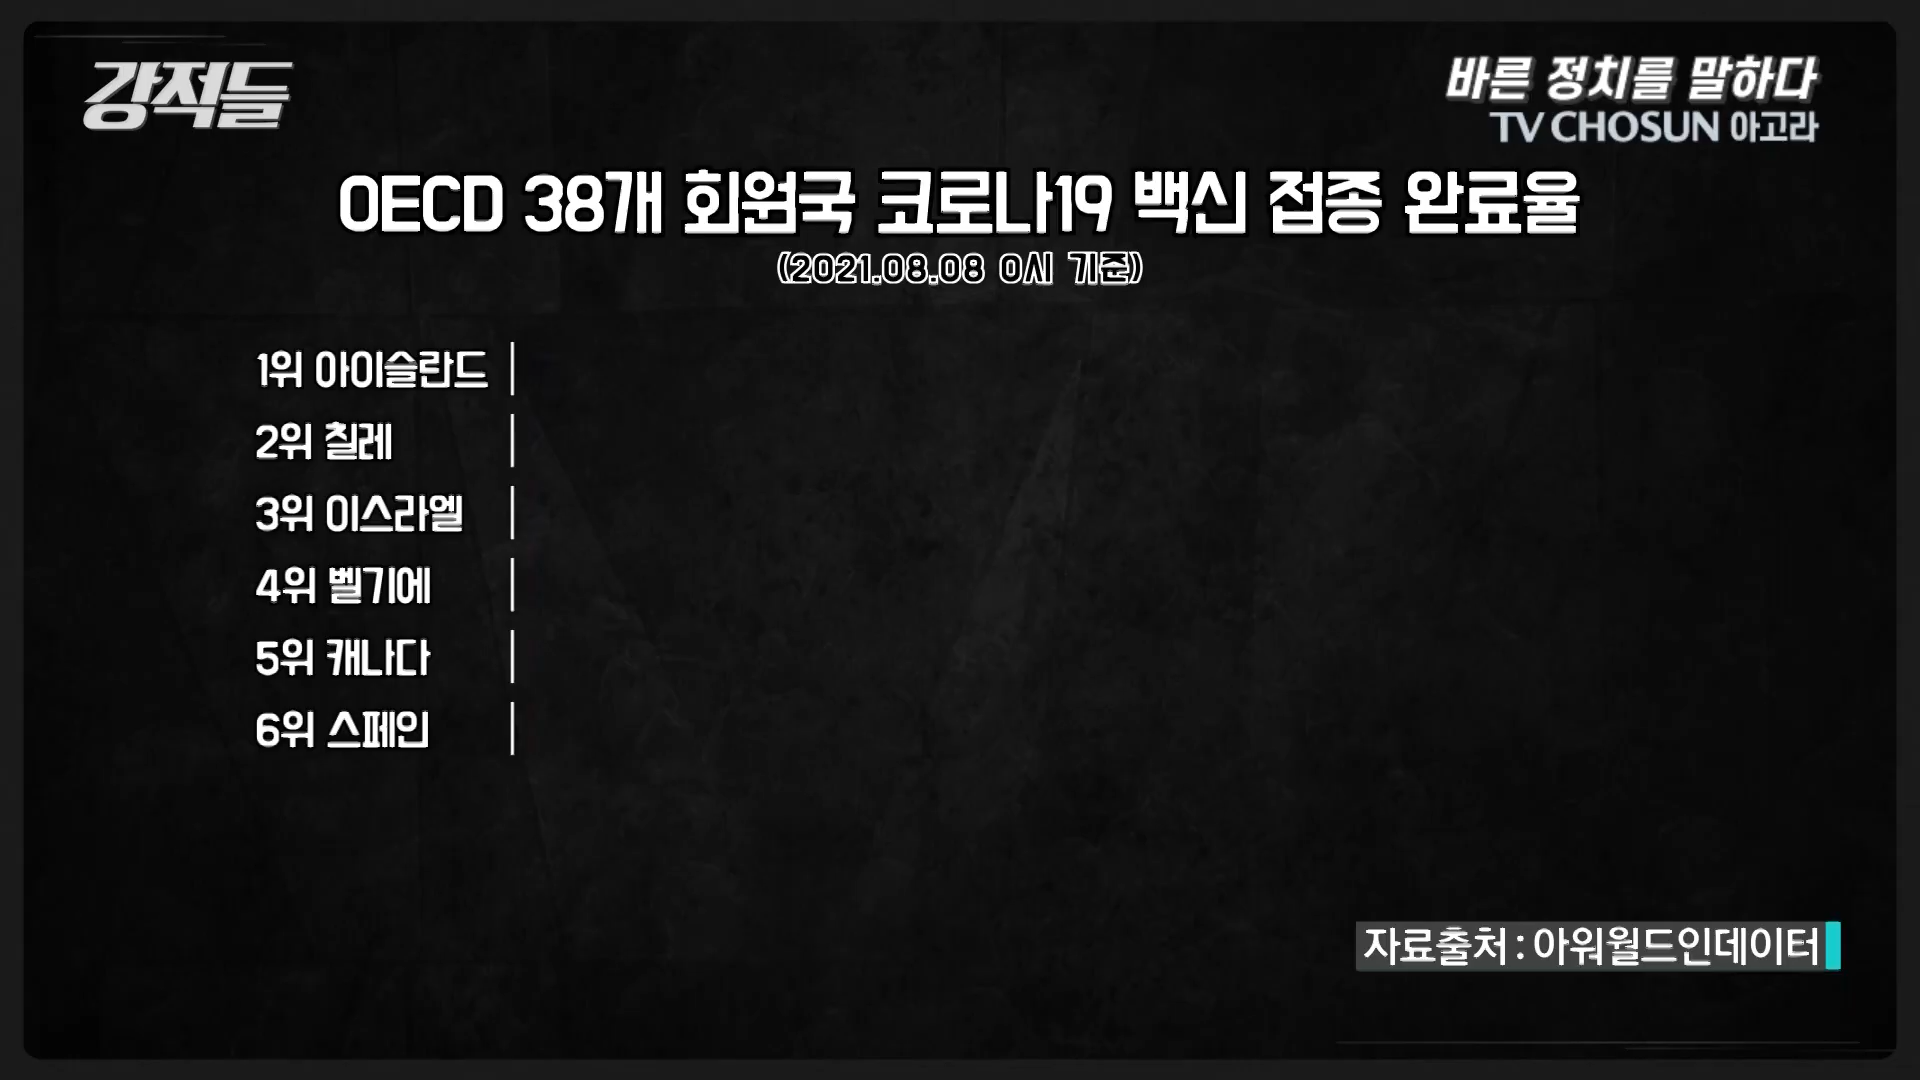 강적들
바른 정치를 말하다
TV CHOSUN 아고라
OECD 38개 회원국 코로나19 백신 접종 완료율
(2021.08.08 0시 기준)
1위 아이슬란드
2위 칠레
3위 이스라엘
4위 벨기에
5위 캐나다
6위 스페인
자료출처 : 아워월드인데이터